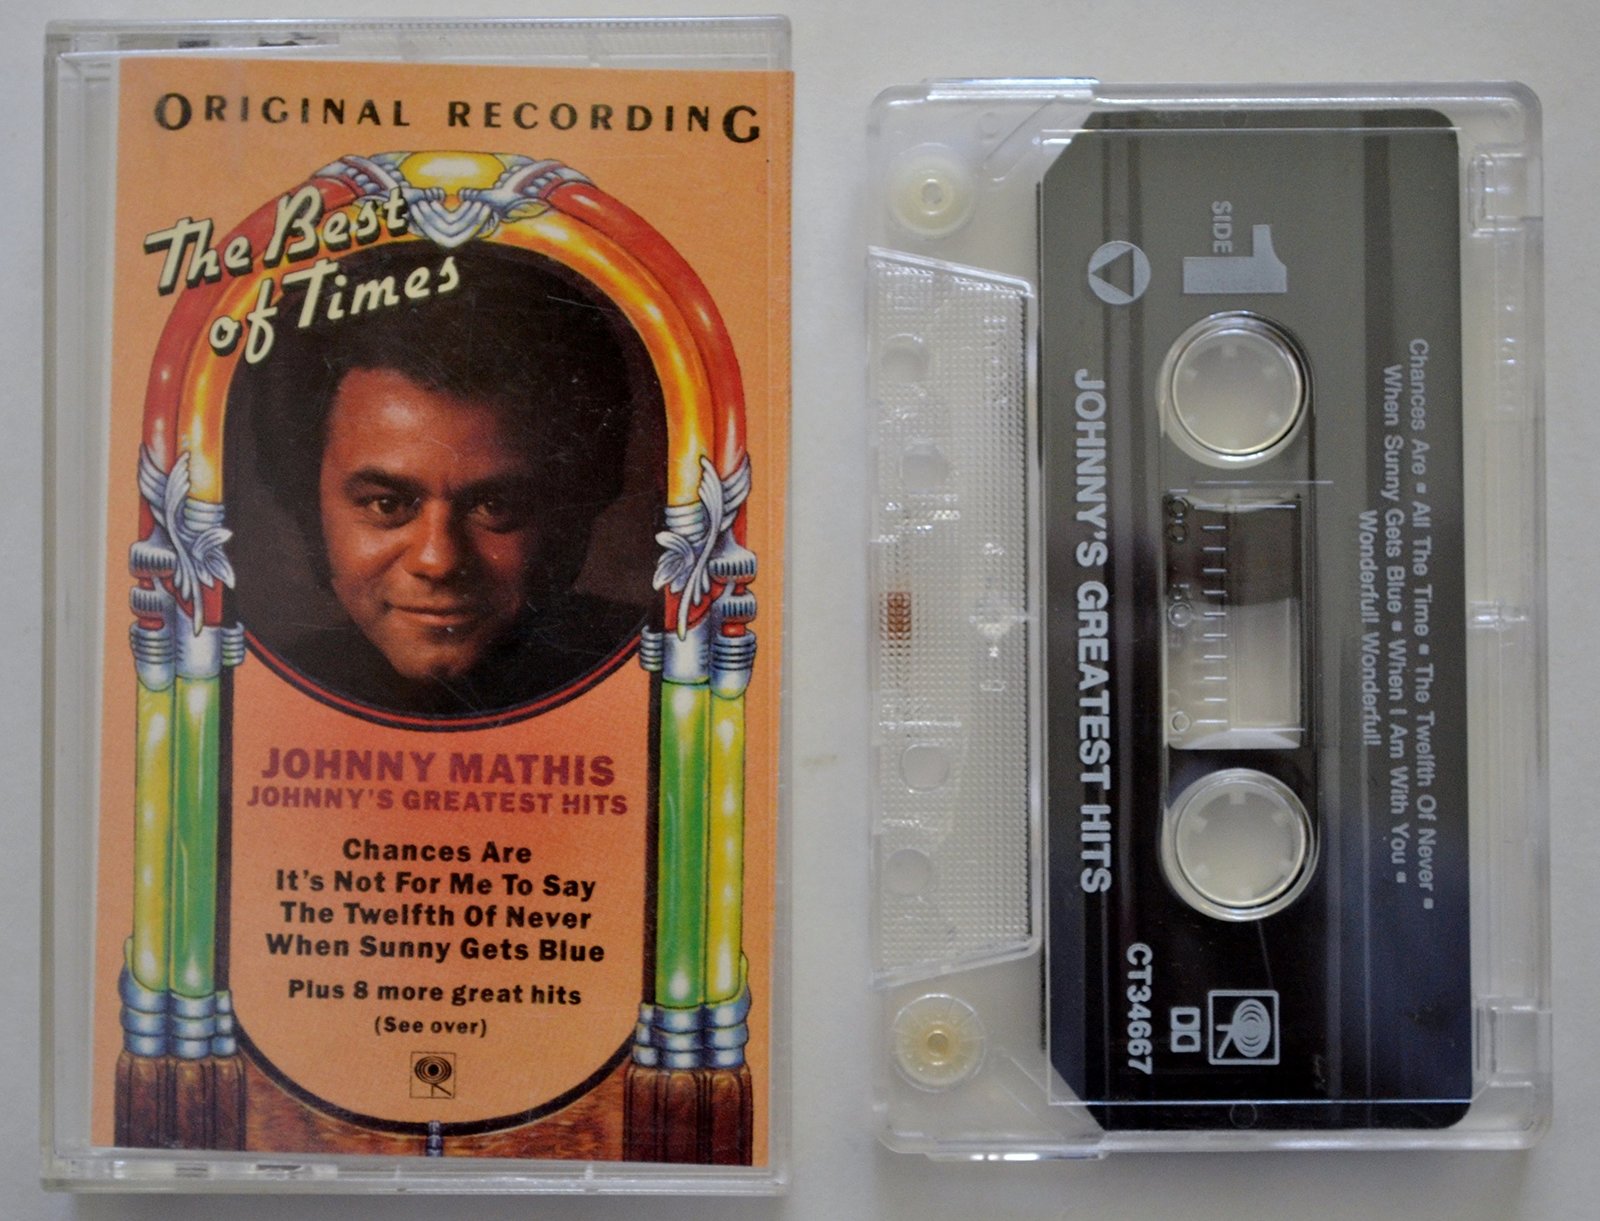 ORIGINAL RECORDING
The Best
of Times
JOHNNY MATHIS
JOHNNY'S GREATEST HITS
Chances Are
It's Not For Me To Say
The Twelfth Of Never
When Sunny Gets Blue
Plus 8 more great hits
(See over)
SIDE
1
Chances Are ▪ All The Time ▪ The Twelfth Of Never ▪
When Sunny Gets Blue ▪ When I Am With You ▪
Wonderful! Wonderful!
JOHNNY'S GREATEST HITS
CT34667
100
50
0